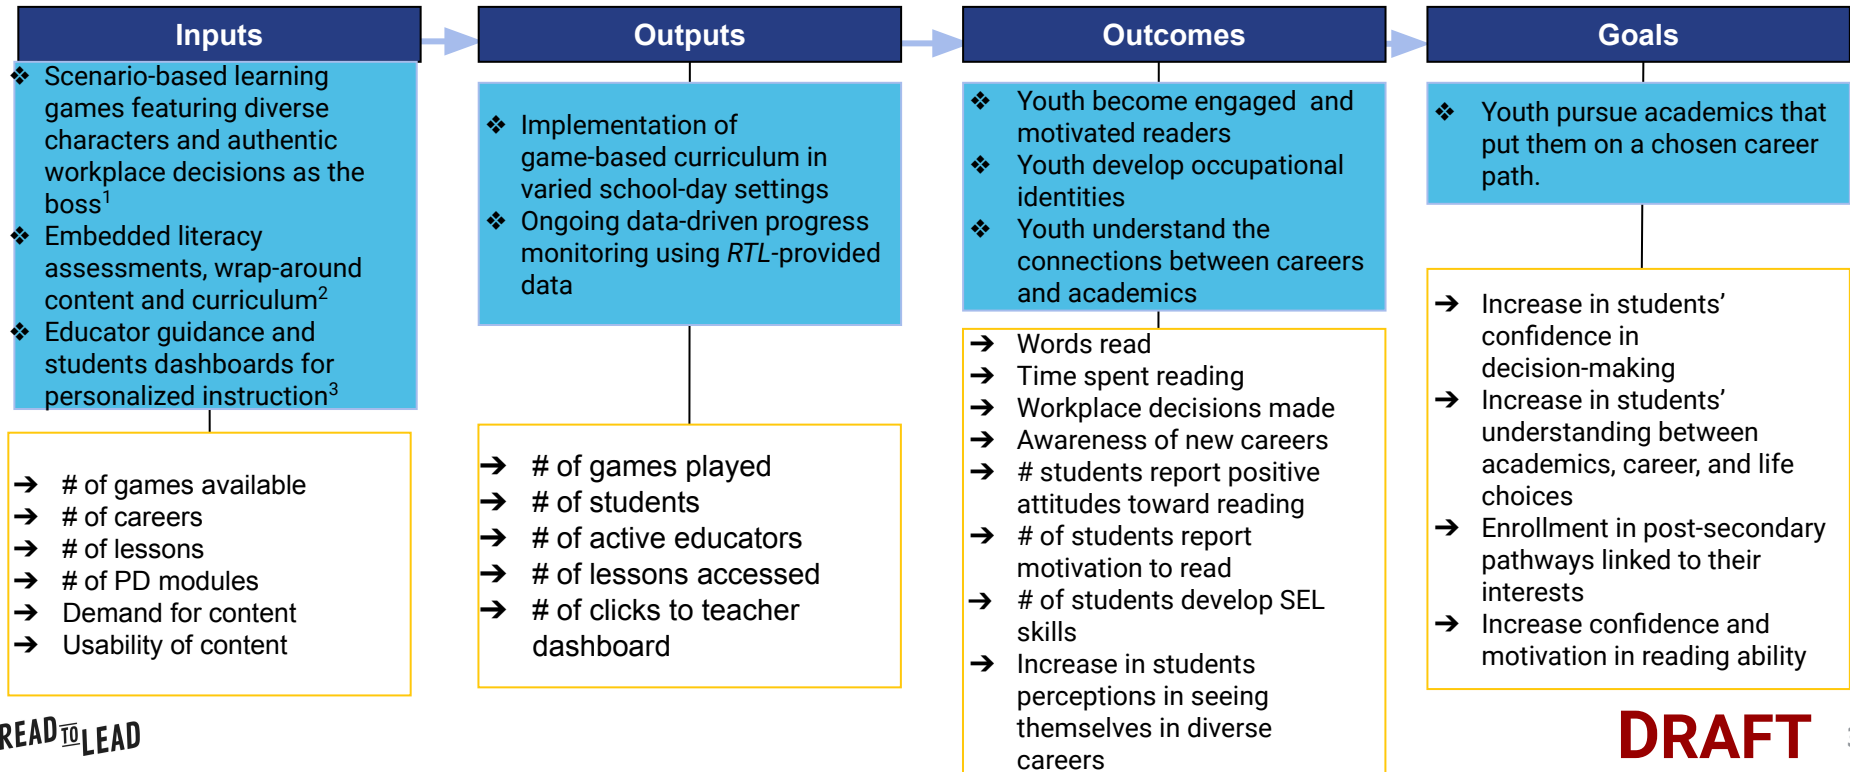 Inputs
❖ Scenario-based learning
games featuring diverse
characters and authentic
workplace decisions as the
boss¹
❖ Embedded literacy
assessments, wrap-around
content and curriculum²
❖ Educator guidance and
students dashboards for
personalized instruction³
➔ # of games available
➔ # of careers
➔ # of lessons
➔ # of PD modules
➔ Demand for content
➔ Usability of content
Outputs
❖ Implementation of
game-based curriculum in
varied school-day settings
❖ Ongoing data-driven progress
monitoring using RTL-provided
data
➔ # of games played
➔ # of students
➔ # of active educators
➔ # of lessons accessed
➔ # of clicks to teacher
dashboard
Outcomes
❖ Youth become engaged and
motivated readers
❖ Youth develop occupational
identities
❖ Youth understand the
connections between careers
and academics
➔ Words read
➔ Time spent reading
➔ Workplace decisions made
➔ Awareness of new careers
➔ # students report positive
attitudes toward reading
➔ # of students report
motivation to read
➔ # of students develop SEL
skills
➔ Increase in students
perceptions in seeing
themselves in diverse
careers
Goals
❖ Youth pursue academics that
put them on a chosen career
path.
➔ Increase in students’
confidence in
decision-making
➔ Increase in students’
understanding between
academics, career, and life
choices
➔ Enrollment in post-secondary
pathways linked to their
interests
➔ Increase confidence and
motivation in reading ability
READ TO LEAD
DRAFT